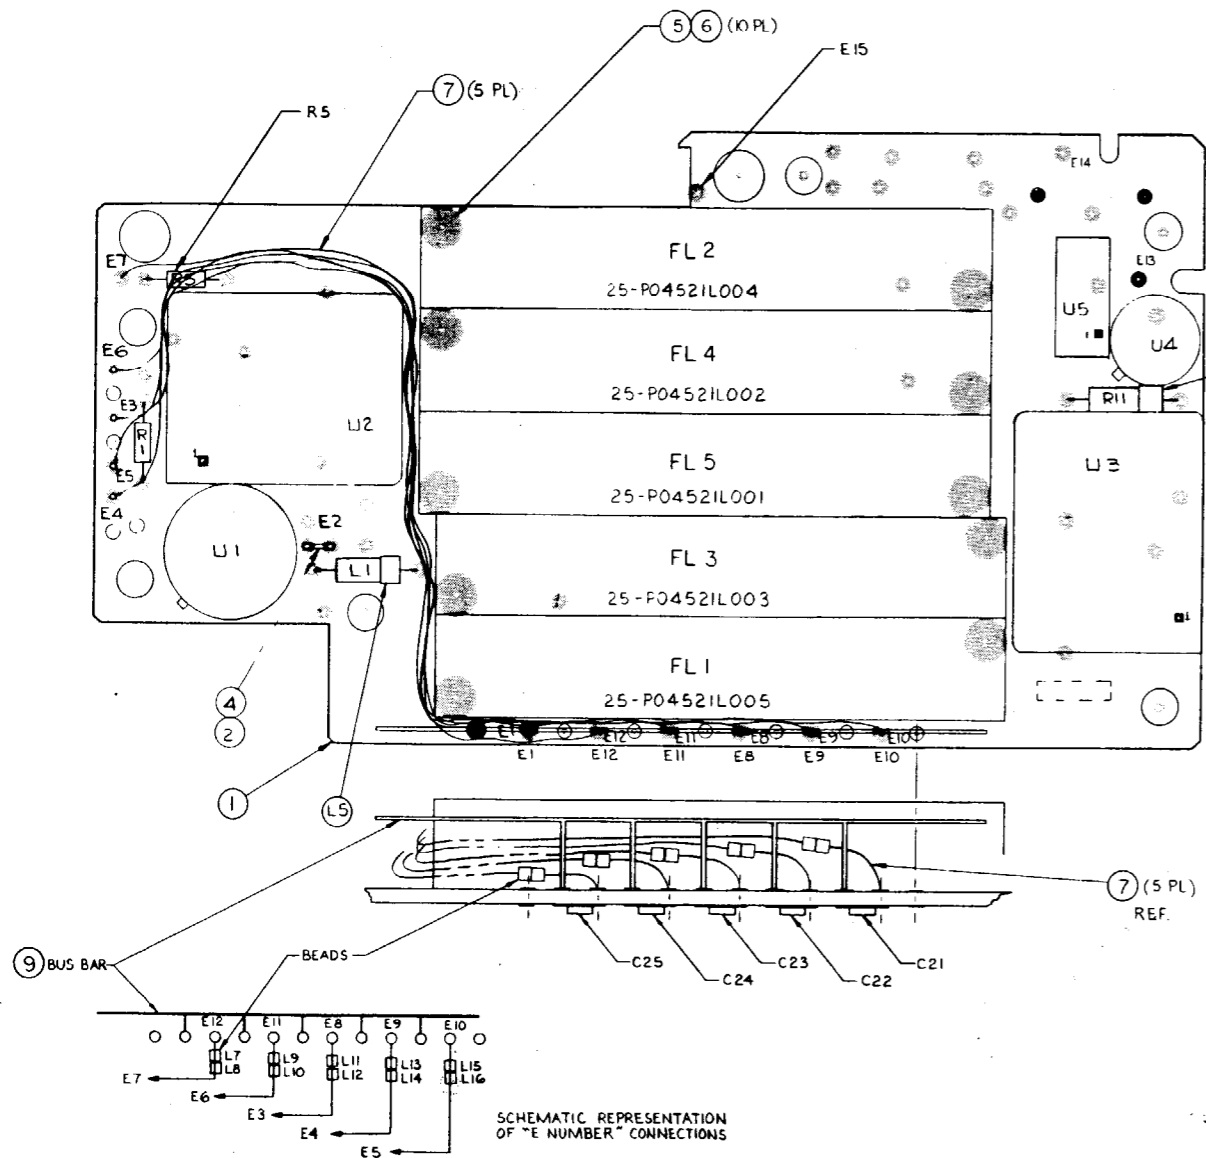 5 6 (10 PL)
E15
7 (5 PL)
R5
E14
E7
R5
FL 2
25-P04521L004
E13
U5
1
U4
E6
FL 4
25-P04521L002
E3
R1
U2
R11
1
E5
FL 5
25-P04521L001
U3
E4
E2
U1
L1
FL 3
25-P04521L003
1
FL 1
25-P04521L005
4
2
E1 E12 E11 E8 E9 E10
E1 E12 E11 E8 E9 E10
1
L5
7 (5 PL)
REF.
9 BUS BAR
BEADS
C25 C24 C23 C22 C21
E12 E11 E8 E9 E10
L7 L9 L11 L13 L15
L8 L10 L12 L14 L16
E7
E6
E3
E4
E5
SCHEMATIC REPRESENTATION
OF "E NUMBER" CONNECTIONS